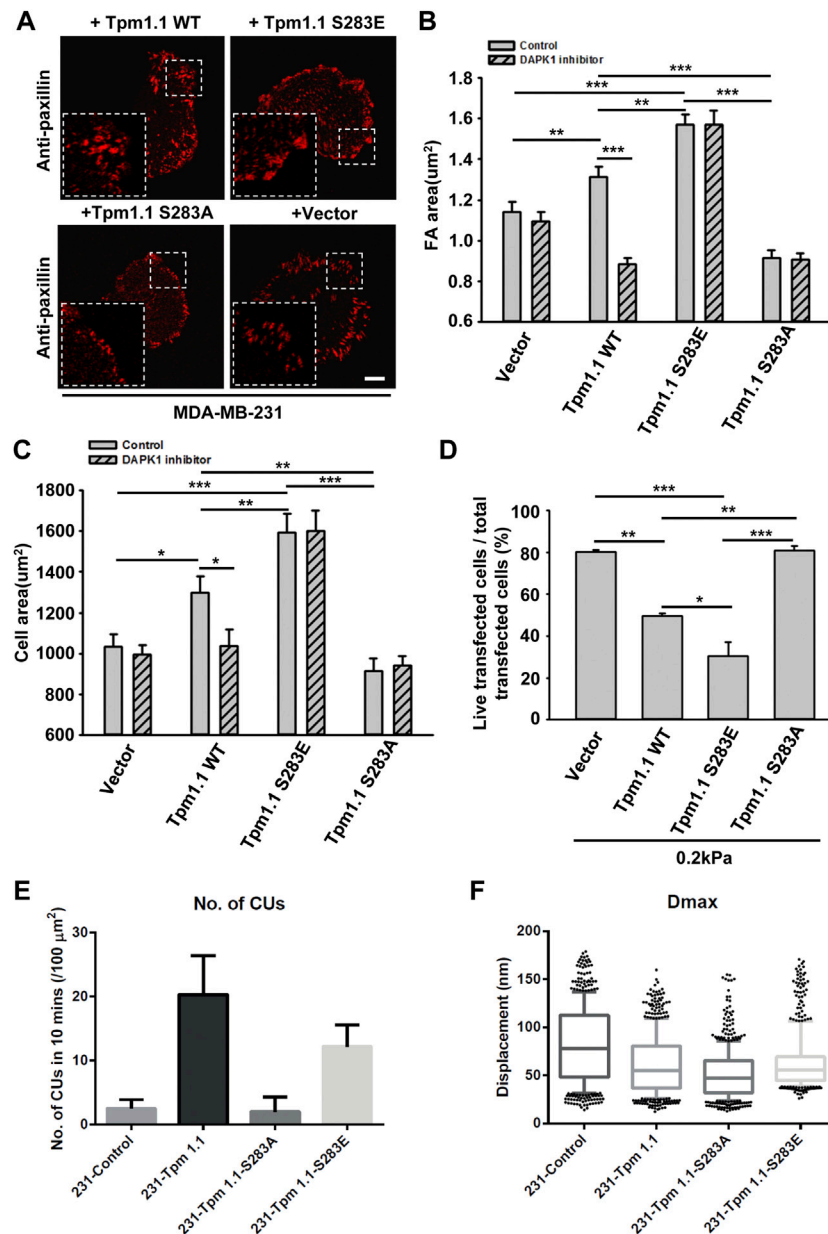 A
+ Tpm1.1 WT
+ Tpm1.1 S283E
Anti-paxillin
+Tpm1.1 S283A
+Vector
Anti-paxillin
MDA-MB-231
B
Control
DAPK1 inhibitor
FA area(um²)
1.8
1.6
1.4
1.2
1.0
0.8
0.6
***
***
**
***
**
***
Vector
Tpm1.1 WT
Tpm1.1 S283E
Tpm1.1 S283A
C
Control
DAPK1 inhibitor
Cell area(um²)
1800
1600
1400
1200
1000
800
600
**
***
***
**
*
*
Vector
Tpm1.1 WT
Tpm1.1 S283E
Tpm1.1 S283A
D
Live transfected cells / total
transfected cells (%)
100
80
60
40
20
0
***
**
**
***
*
Vector
Tpm1.1 WT
Tpm1.1 S283E
Tpm1.1 S283A
0.2kPa
E
No. of CUs
No. of CUs in 10 mins (/100 µm²)
30
20
10
0
231-Control
231-Tpm 1.1
231-Tpm 1.1-S283A
231-Tpm 1.1-S283E
F
Dmax
Displacement (nm)
200
150
100
50
0
231-Control
231-Tpm 1.1
231-Tpm 1.1-S283A
231-Tpm 1.1-S283E